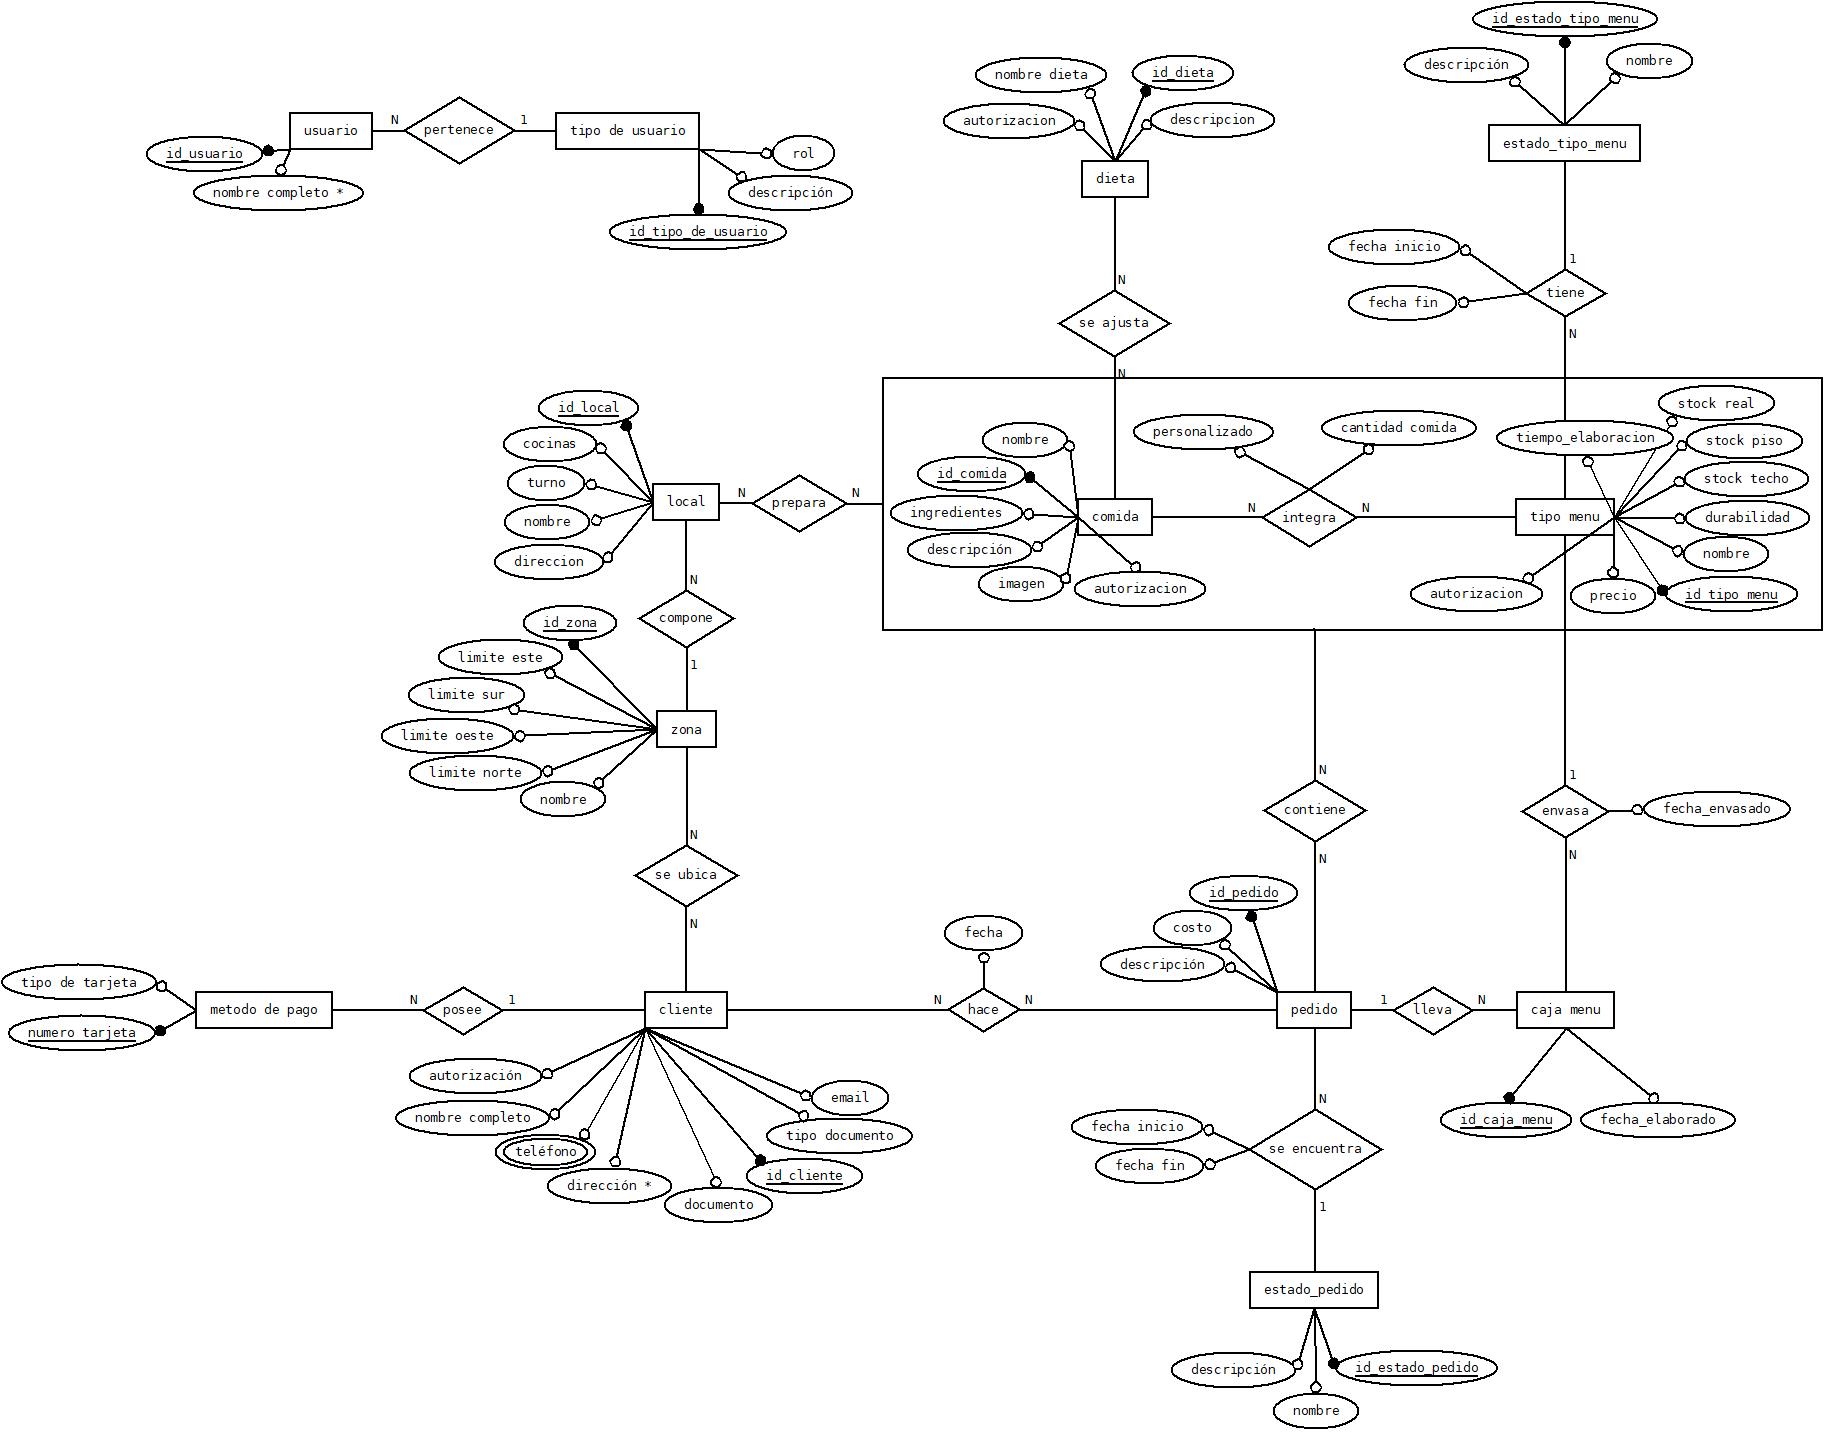 id_estado_tipo_menu
descripción
nombre
estado_tipo_menu
nombre dieta
id_dieta
autorizacion
descripcion
dieta
usuario
N
pertenece
1
tipo de usuario
id_usuario
nombre completo *
rol
descripción
id_tipo_de_usuario
fecha inicio
fecha fin
1
tiene
N
N
se ajusta
N
id_local
cocinas
turno
nombre
direccion
local
N
prepara
N
nombre
id_comida
ingredientes
descripción
imagen
autorizacion
comida
personalizado
cantidad comida
N
integra
N
tiempo_elaboracion
stock real
stock piso
stock techo
durabilidad
nombre
id_tipo_menu
precio
autorizacion
tipo menu
N
compone
1
id_zona
limite este
limite sur
limite oeste
limite norte
nombre
zona
N
se ubica
N
N
contiene
N
1
envasa
N
fecha_envasado
tipo de tarjeta
numero tarjeta
metodo de pago
N
posee
1
cliente
N
hace
N
fecha
id_pedido
costo
descripción
pedido
1
lleva
N
caja menu
autorización
nombre completo
teléfono
dirección *
documento
id_cliente
tipo documento
email
id_caja_menu
fecha_elaborado
N
fecha inicio
fecha fin
se encuentra
1
estado_pedido
descripción
nombre
id_estado_pedido